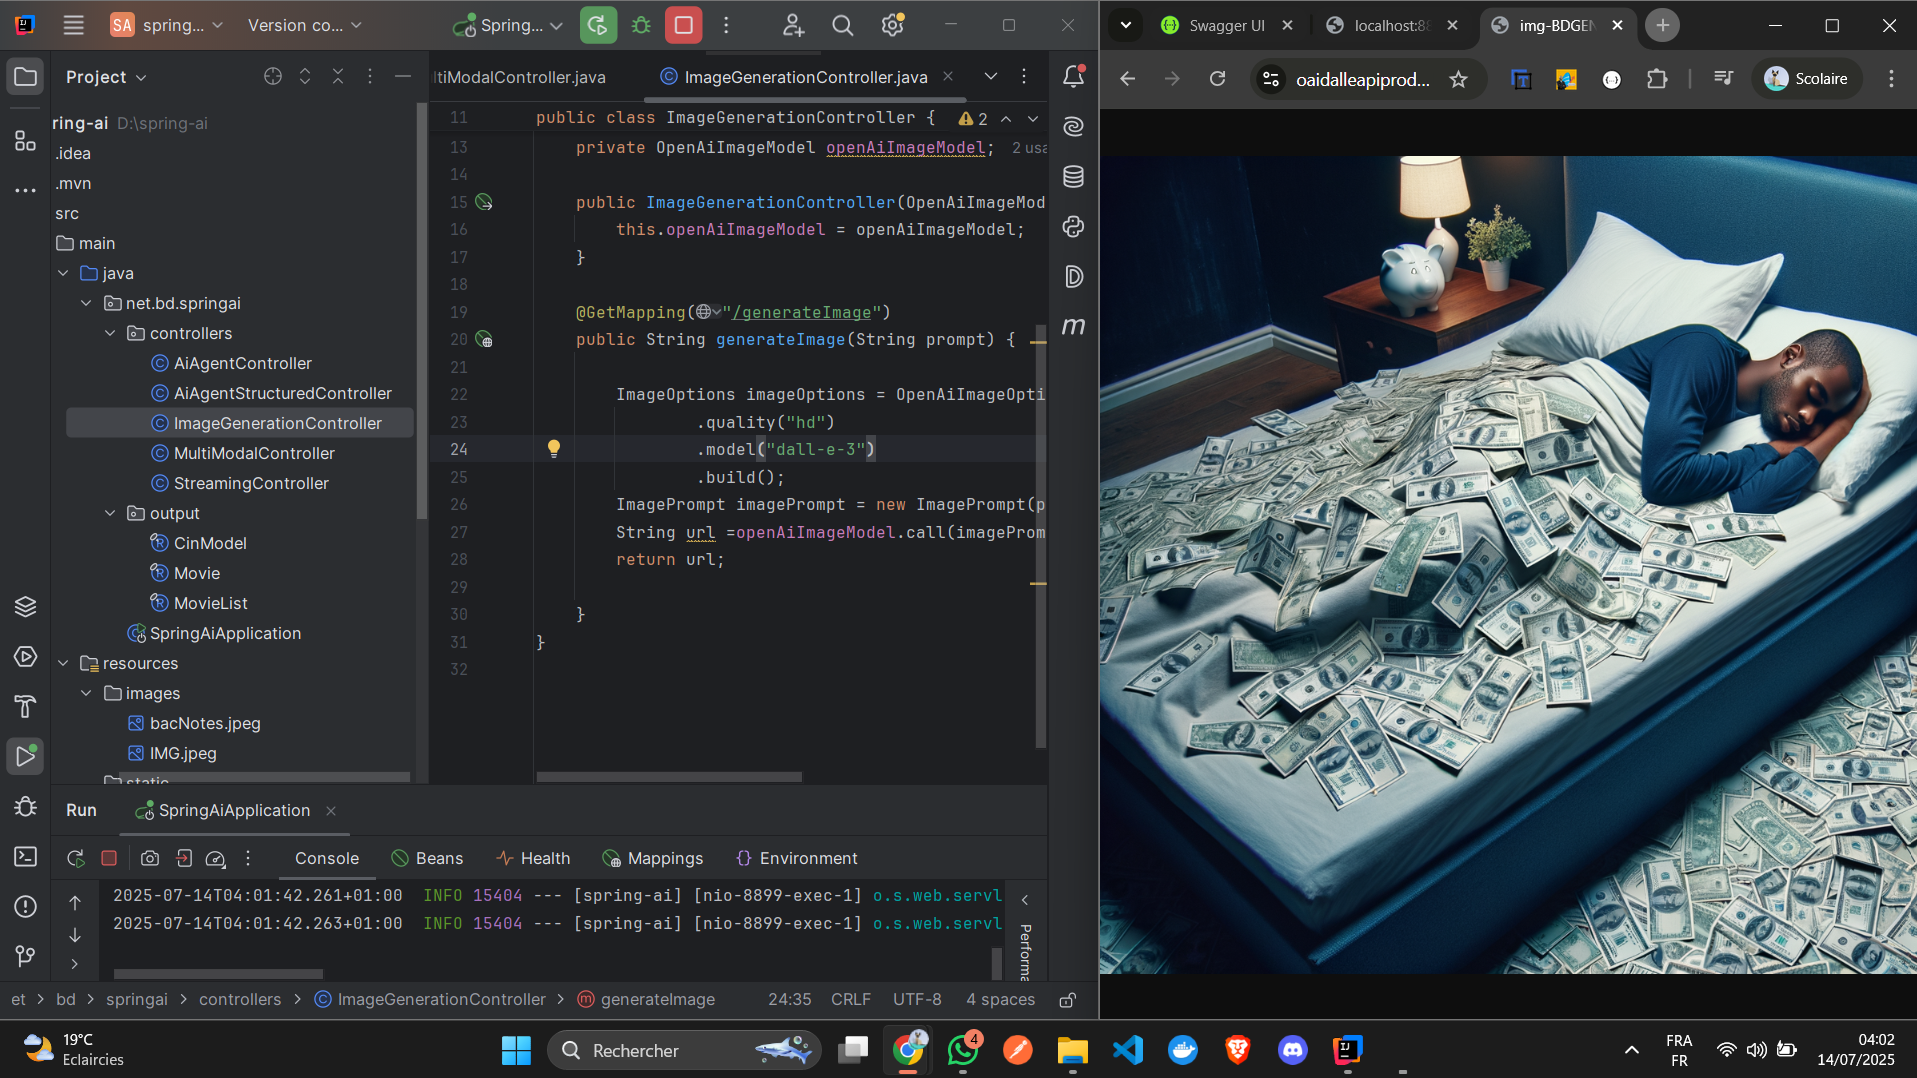 SA spring...
Version co...
Spring...
Project
ring-ai D:\spring-ai
.idea
.mvn
src
main
java
net.bd.springai
controllers
AiAgentController
AiAgentStructuredController
ImageGenerationController
MultiModalController
StreamingController
output
CinModel
Movie
MovieList
SpringAiApplication
resources
images
bacNotes.jpeg
IMG.jpeg
static
ltiModalController.java
ImageGenerationController.java
11 public class ImageGenerationController { 2
13 private OpenAiImageModel openAiImageModel; 2 usa
14
15 public ImageGenerationController(OpenAiImageMod
16 this.openAiImageModel = openAiImageModel;
17 }
18
19 @GetMapping("/generateImage")
20 public String generateImage(String prompt) {
21
22 ImageOptions imageOptions = OpenAiImageOpti
23 .quality("hd")
24 .model("dall-e-3")
25 .build();
26 ImagePrompt imagePrompt = new ImagePrompt(p
27 String url =openAiImageModel.call(imageProm
28 return url;
29
30 }
31 }
32
Run SpringAiApplication
Console Beans Health Mappings Environment
2025-07-14T04:01:42.261+01:00 INFO 15404 --- [spring-ai] [nio-8899-exec-1] o.s.web.servl
2025-07-14T04:01:42.263+01:00 INFO 15404 --- [spring-ai] [nio-8899-exec-1] o.s.web.servl
Performa
et > bd > springai > controllers > ImageGenerationController > generateImage 24:35 CRLF UTF-8 4 spaces
Swagger UI
localhost:88
img-BDGEN
oaidalleapiprod...
Scolaire
19°C
Eclaircies
Rechercher
4
FRA
FR
04:02
14/07/2025